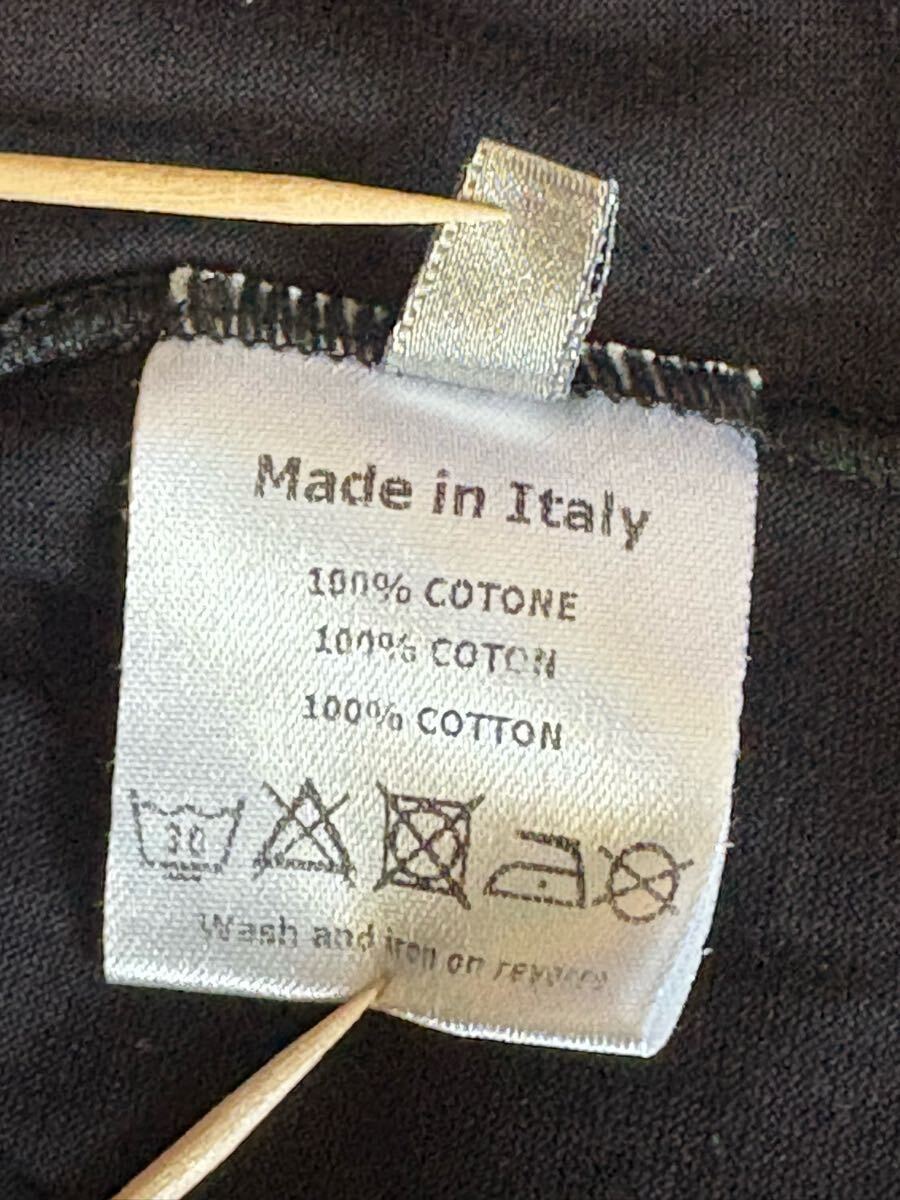 Made in Italy
100% COTONE
100% COTON
100% COTTON
30
Wash and iron on reverse